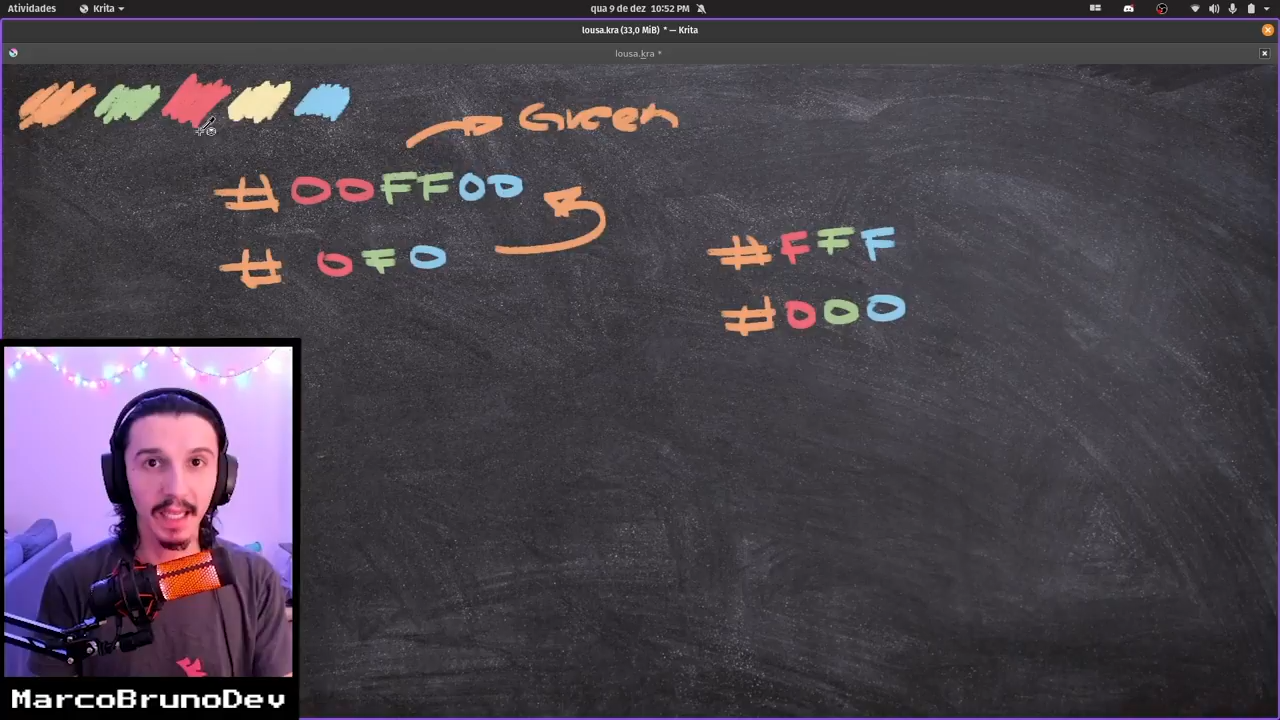 Atividades
Krita
qua 9 de dez 10:52 PM
lousa.kra (33,0 MiB) * — Krita
lousa.kra *
Green
#00FF00
# 0F0
#FFF
#000
MarcoBrunoDev